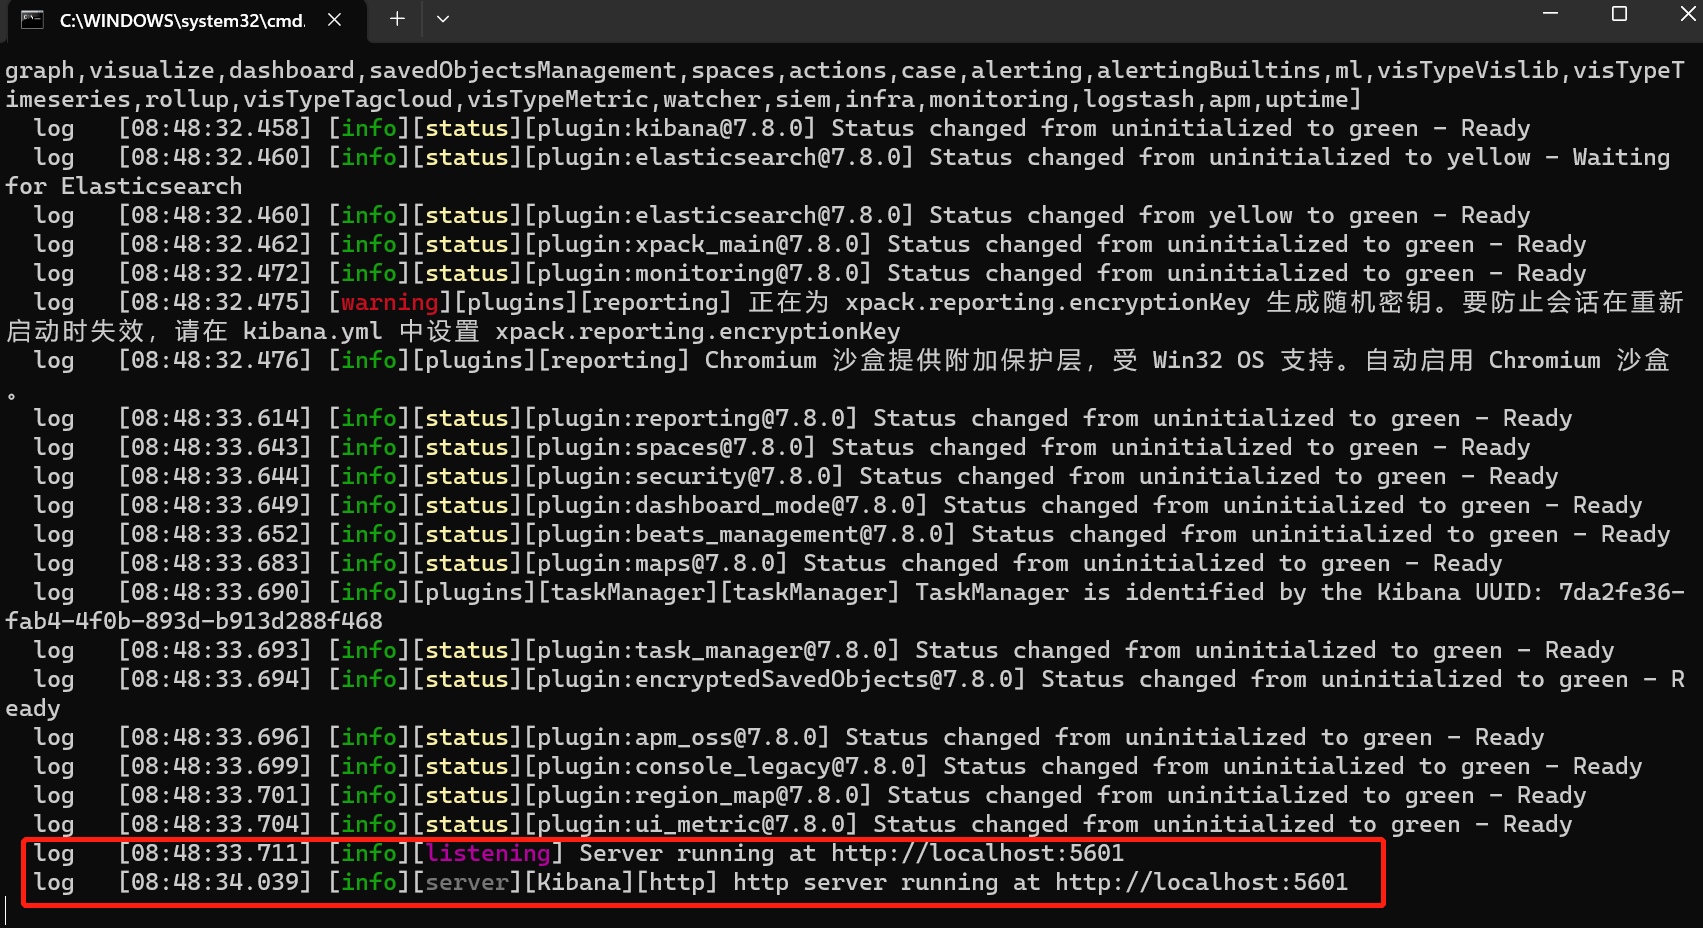 C:\WINDOWS\system32\cmd.
graph,visualize,dashboard,savedObjectsManagement,spaces,actions,case,alerting,alertingBuiltins,ml,visTypeVislib,visTypeT
imeseries,rollup,visTypeTagcloud,visTypeMetric,watcher,siem,infra,monitoring,logstash,apm,uptime]
log [08:48:32.458] [info][status][plugin:kibana@7.8.0] Status changed from uninitialized to green - Ready
log [08:48:32.460] [info][status][plugin:elasticsearch@7.8.0] Status changed from uninitialized to yellow - Waiting
for Elasticsearch
log [08:48:32.460] [info][status][plugin:elasticsearch@7.8.0] Status changed from yellow to green - Ready
log [08:48:32.462] [info][status][plugin:xpack_main@7.8.0] Status changed from uninitialized to green - Ready
log [08:48:32.472] [info][status][plugin:monitoring@7.8.0] Status changed from uninitialized to green - Ready
log [08:48:32.475] [warning][plugins][reporting] 正在为 xpack.reporting.encryptionKey 生成随机密钥。要防止会话在重新
启动时失效，请在 kibana.yml 中设置 xpack.reporting.encryptionKey
log [08:48:32.476] [info][plugins][reporting] Chromium 沙盒提供附加保护层，受 Win32 OS 支持。自动启用 Chromium 沙盒
。
log [08:48:33.614] [info][status][plugin:reporting@7.8.0] Status changed from uninitialized to green - Ready
log [08:48:33.643] [info][status][plugin:spaces@7.8.0] Status changed from uninitialized to green - Ready
log [08:48:33.644] [info][status][plugin:security@7.8.0] Status changed from uninitialized to green - Ready
log [08:48:33.649] [info][status][plugin:dashboard_mode@7.8.0] Status changed from uninitialized to green - Ready
log [08:48:33.652] [info][status][plugin:beats_management@7.8.0] Status changed from uninitialized to green - Ready
log [08:48:33.683] [info][status][plugin:maps@7.8.0] Status changed from uninitialized to green - Ready
log [08:48:33.690] [info][plugins][taskManager][taskManager] TaskManager is identified by the Kibana UUID: 7da2fe36-
fab4-4f0b-893d-b913d288f468
log [08:48:33.693] [info][status][plugin:task_manager@7.8.0] Status changed from uninitialized to green - Ready
log [08:48:33.694] [info][status][plugin:encryptedSavedObjects@7.8.0] Status changed from uninitialized to green - R
eady
log [08:48:33.696] [info][status][plugin:apm_oss@7.8.0] Status changed from uninitialized to green - Ready
log [08:48:33.699] [info][status][plugin:console_legacy@7.8.0] Status changed from uninitialized to green - Ready
log [08:48:33.701] [info][status][plugin:region_map@7.8.0] Status changed from uninitialized to green - Ready
log [08:48:33.704] [info][status][plugin:ui_metric@7.8.0] Status changed from uninitialized to green - Ready
log [08:48:33.711] [info][listening] Server running at http://localhost:5601
log [08:48:34.039] [info][server][Kibana][http] http server running at http://localhost:5601